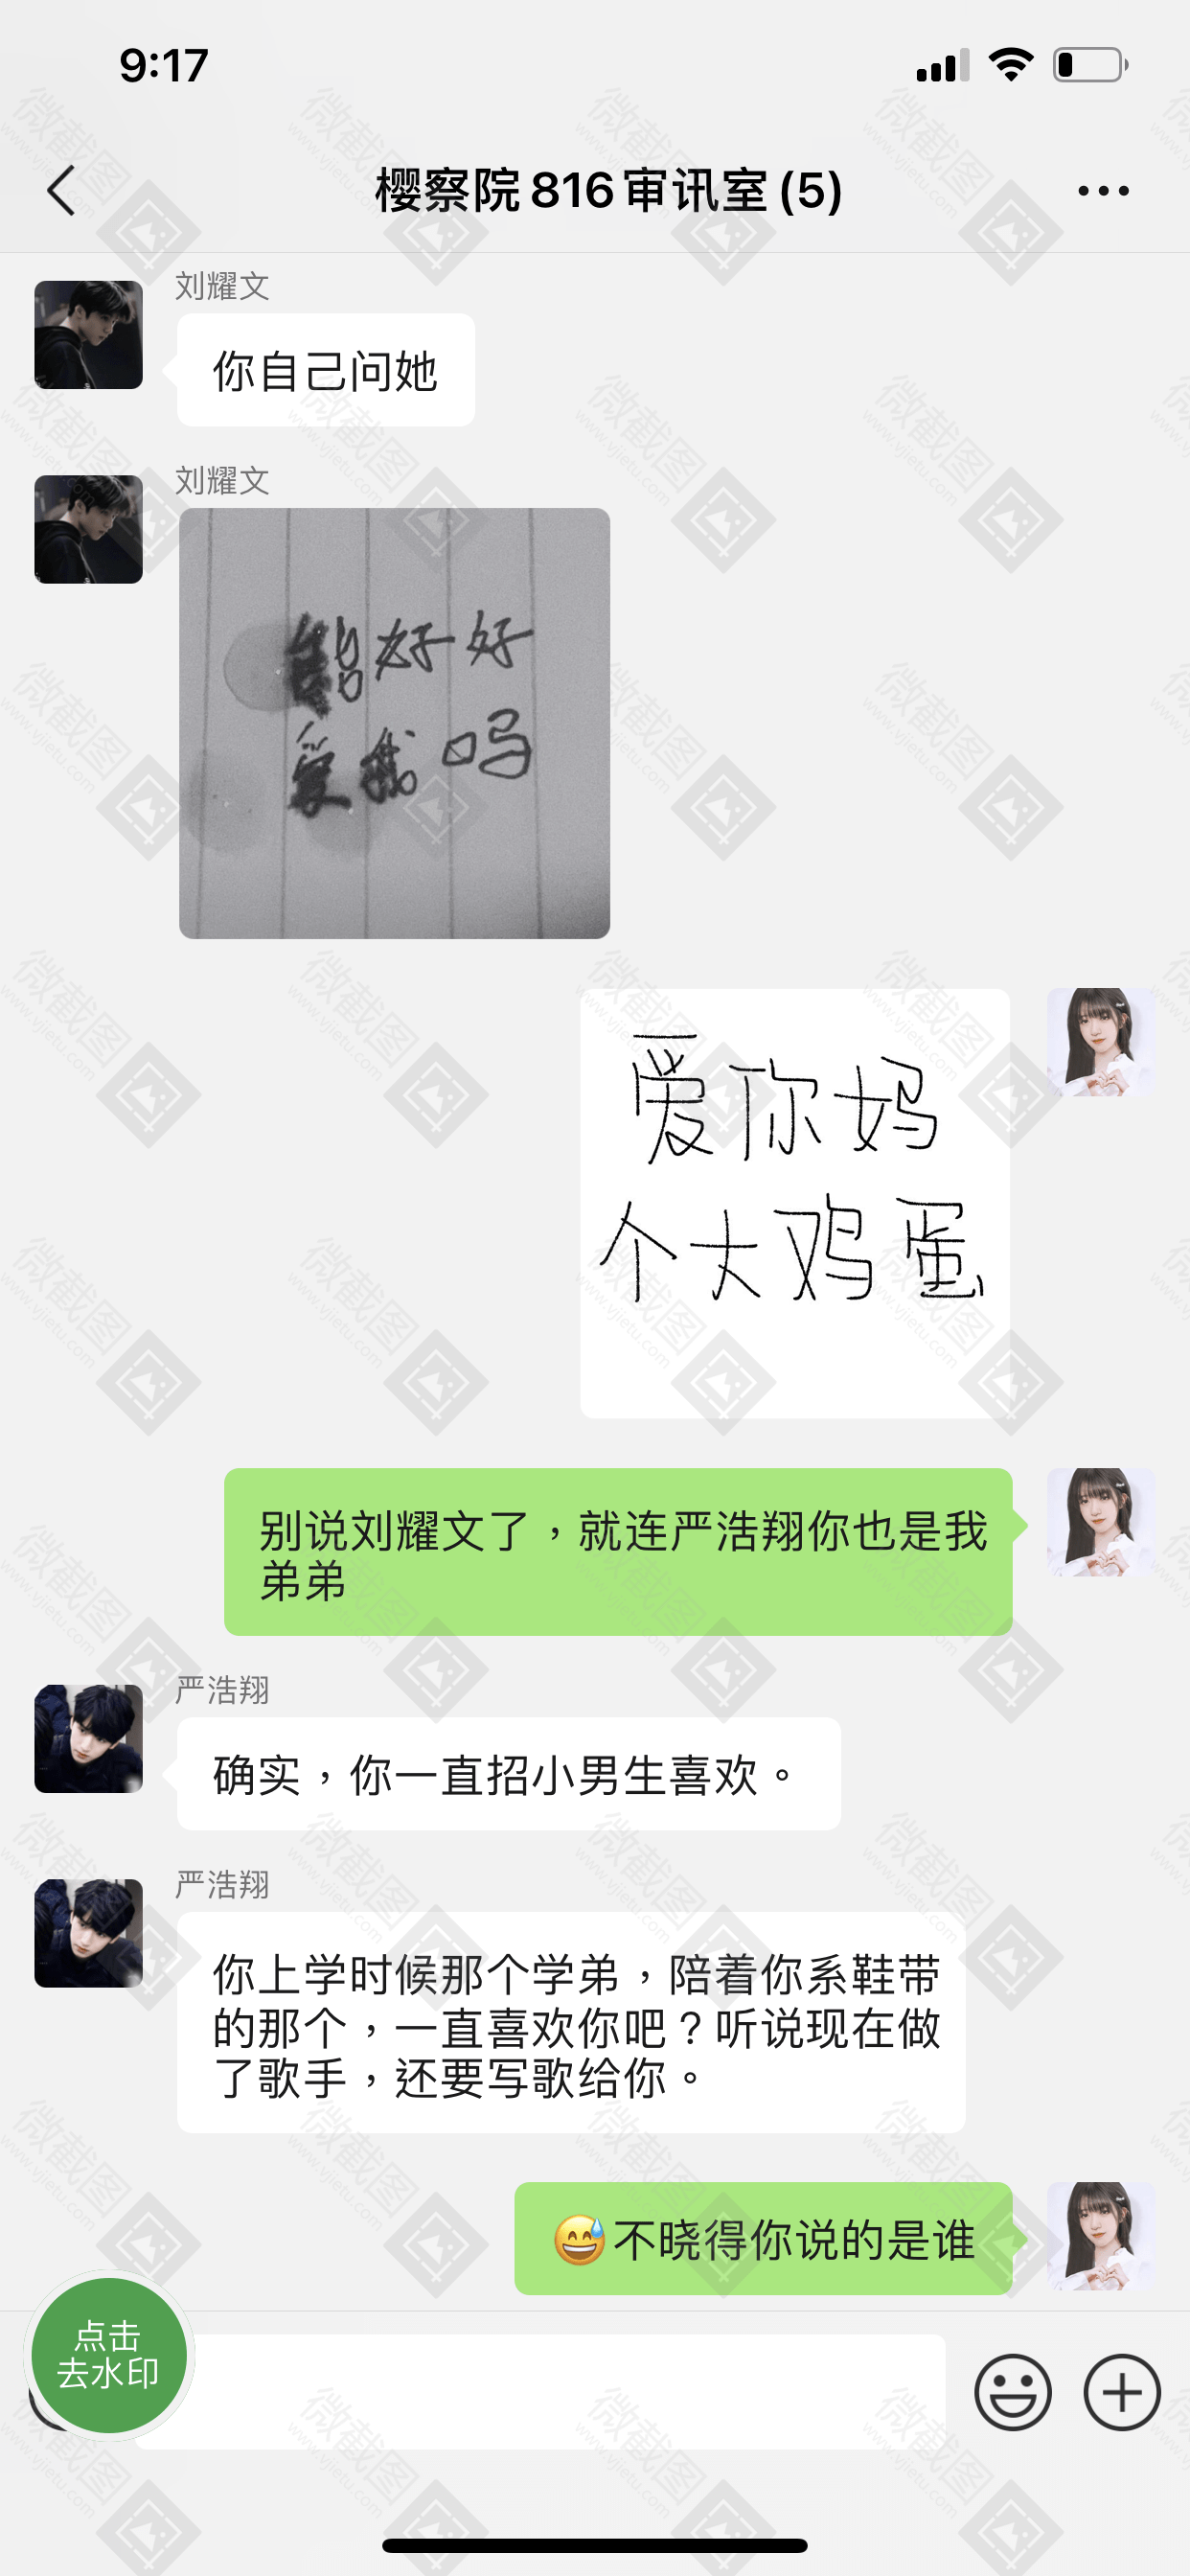 9:17
樱察院816审讯室(5)
刘耀文
你自己问她
刘耀文
能好好
爱我吗
爱你妈
个大鸡蛋
别说刘耀文了，就连严浩翔你也是我
弟弟
严浩翔
确实，你一直招小男生喜欢。
严浩翔
你上学时候那个学弟，陪着你系鞋带
的那个，一直喜欢你吧？听说现在做
了歌手，还要写歌给你。
😅不晓得你说的是谁
点击
去水印
微截图
www.vjietu.com